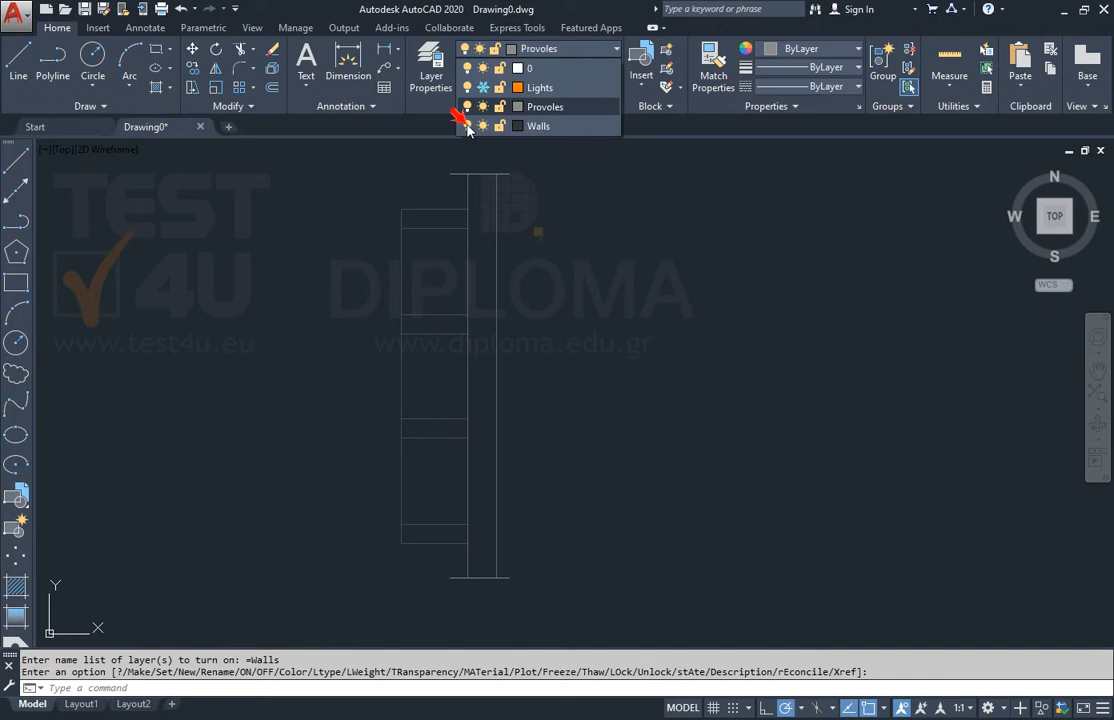 Autodesk AutoCAD 2020 Drawing0.dwg
Type a keyword or phrase
Sign In
Home Insert Annotate Parametric View Manage Output Add-ins Collaborate Express Tools Featured Apps
Line Polyline Circle Arc
Text Dimension
Layer Properties
Provoles
0
Lights
Provoles
Walls
Insert
Match Properties
ByLayer
ByLayer
ByLayer
Group
Measure
Paste
Base
Draw Modify Annotation Block Properties Groups Utilities Clipboard View
Start Drawing0*
[−][Top][2D Wireframe]
TEST 4U
www.test4u.eu
D.
DIPLOMA
www.diploma.edu.gr
N
W TOP E
S
WCS
Y
X
Enter name list of layer(s) to turn on: =Walls
Enter an option [?/Make/Set/New/Rename/ON/OFF/Color/Ltype/LWeight/TRansparency/MATerial/Plot/Freeze/Thaw/LOck/Unlock/stAte/Description/rEconcile/Xref]:
Type a command
Model Layout1 Layout2
MODEL 1:1